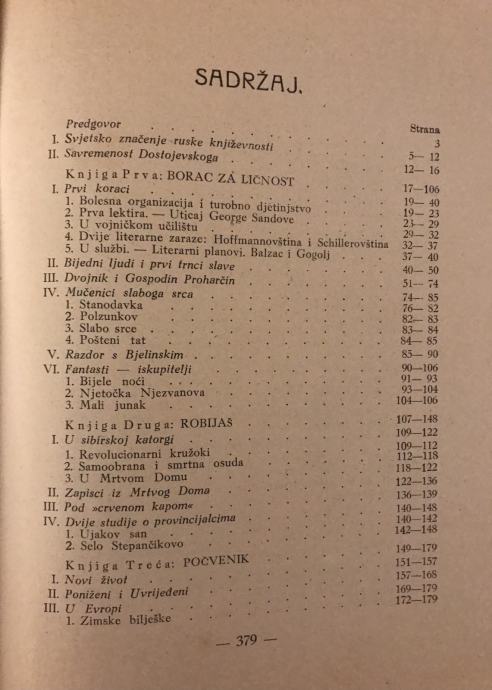 SADRŽAJ.
Strana
Predgovor . . . . . . . . 3
I. Svjetsko značenje ruske književnosti . . . . 5— 12
II. Savremenost Dostojevskoga . . . . . . 12— 16
Knjiga Prva: BORAC ZA LIČNOST . . . . 17—106
I. Prvi koraci . . . . . . . . 19— 40
1. Bolesna organizacija i turobno djetinjstvo . . . 19— 23
2. Prva lektira. — Uticaj George Sandove . . . 23— 29
3. U vojničkom učilištu . . . . . . 29— 32
4. Dvije literarne zaraze: Hoffmannovština i Schillerovština 32— 37
5. U službi. — Literarni planovi. Balzac i Gogolj . . 37— 40
II. Bijedni ljudi i prvi trnci slave . . . . . 40— 50
III. Dvojnik i Gospodin Proharčin . . . . . 51— 74
IV. Mučenici slaboga srca . . . . . . 74— 85
1. Stanodavka . . . . . . . . 76— 82
2. Polzunkov . . . . . . . . 82— 83
3. Slabo srce . . . . . . . . 83— 84
4. Pošteni tat . . . . . . . . 84— 85
V. Razdor s Bjelinskim . . . . . . . 85— 90
VI. Fantasti — iskupitelji . . . . . . 90—106
1. Bijele noći . . . . . . . . 91— 93
2. Njetočka Njezvanova . . . . . . 93—104
3. Mali junak . . . . . . . . 104—106
Knjiga Druga: ROBIJAŠ . . . . . . 107—148
I. U sibirskoj katorgi . . . . . . . 109—122
1. Revolucionarni kružoki . . . . . . 109—112
2. Samoobrana i smrtna osuda . . . . . 112—118
3. U Mrtvom Domu . . . . . . . 118—122
II. Zapisci iz Mrtvog Doma . . . . . . 122—136
III. Pod »crvenom kapom« . . . . . . 136—139
IV. Dvije studije o provincijalcima . . . . . 140—148
1. Ujakov san . . . . . . . . 140—142
2. Selo Stepančikovo . . . . . . . 142—148
Knjiga Treća: POČVENIK . . . . . . 149—179
I. Novi život . . . . . . . . 151—157
II. Poniženi i Uvrijeđeni . . . . . . 157—168
III. U Evropi . . . . . . . . 169—179
1. Zimske bilješke . . . . . . . 172—179
— 379 —